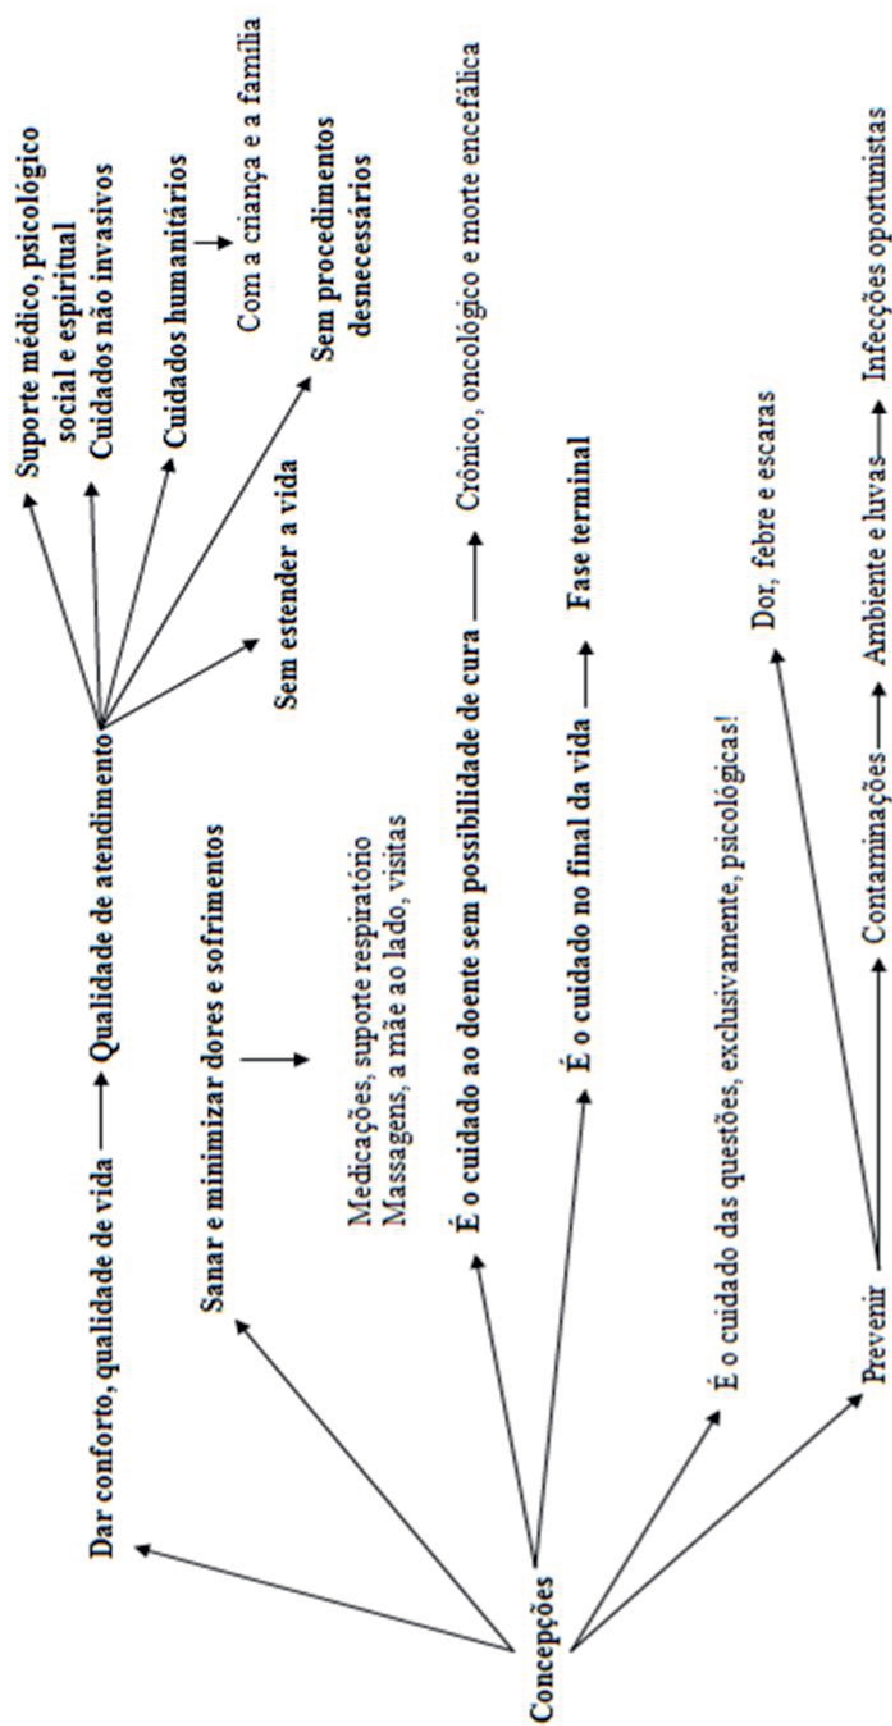 Suporte médico, psicológico
social e espiritual
Cuidados não invasivos
Dar conforto, qualidade de vida
Qualidade de atendimento
Cuidados humanitários
Com a criança e a família
Sem procedimentos
desnecessários
Sem estender a vida
Sanar e minimizar dores e sofrimentos
Medicações, suporte respiratório
Massagens, a mãe ao lado, visitas
É o cuidado ao doente sem possibilidade de cura
Crônico, oncológico e morte encefálica
Concepções
É o cuidado no final da vida
Fase terminal
É o cuidado das questões, exclusivamente, psicológicas!
Dor, febre e escaras
Prevenir
Contaminações
Ambiente e luvas
Infecções oportunistas